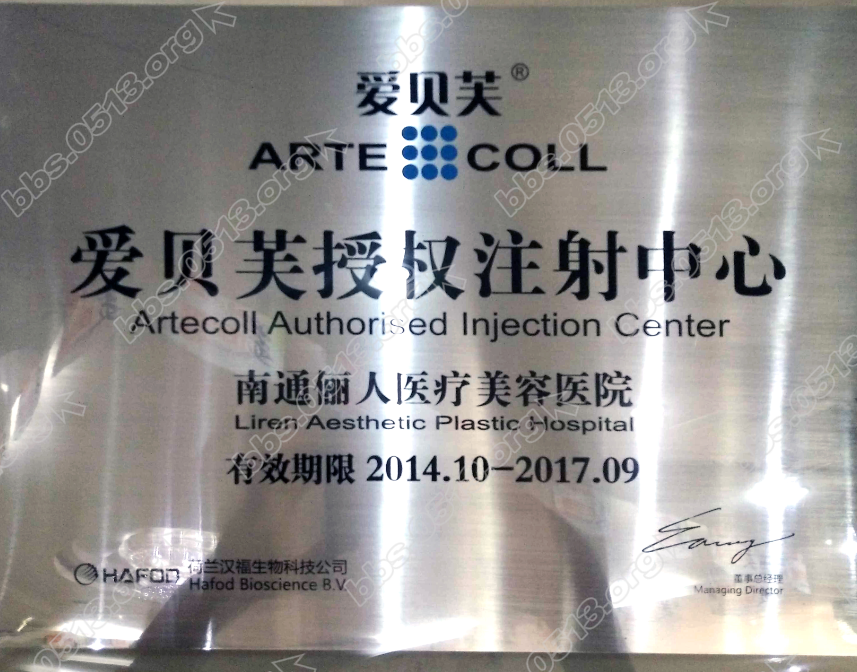 爱贝芙®
ARTE COLL
爱贝芙授权注射中心
Artecoll Authorised Injection Center
南通俪人医疗美容医院
Liren Aesthetic Plastic Hospital
有效期限 2014.10-2017.09
HAFOD 荷兰汉福生物科技公司
Hafod Bioscience B.V.
董事总经理
Managing Director
bbs.0513.org